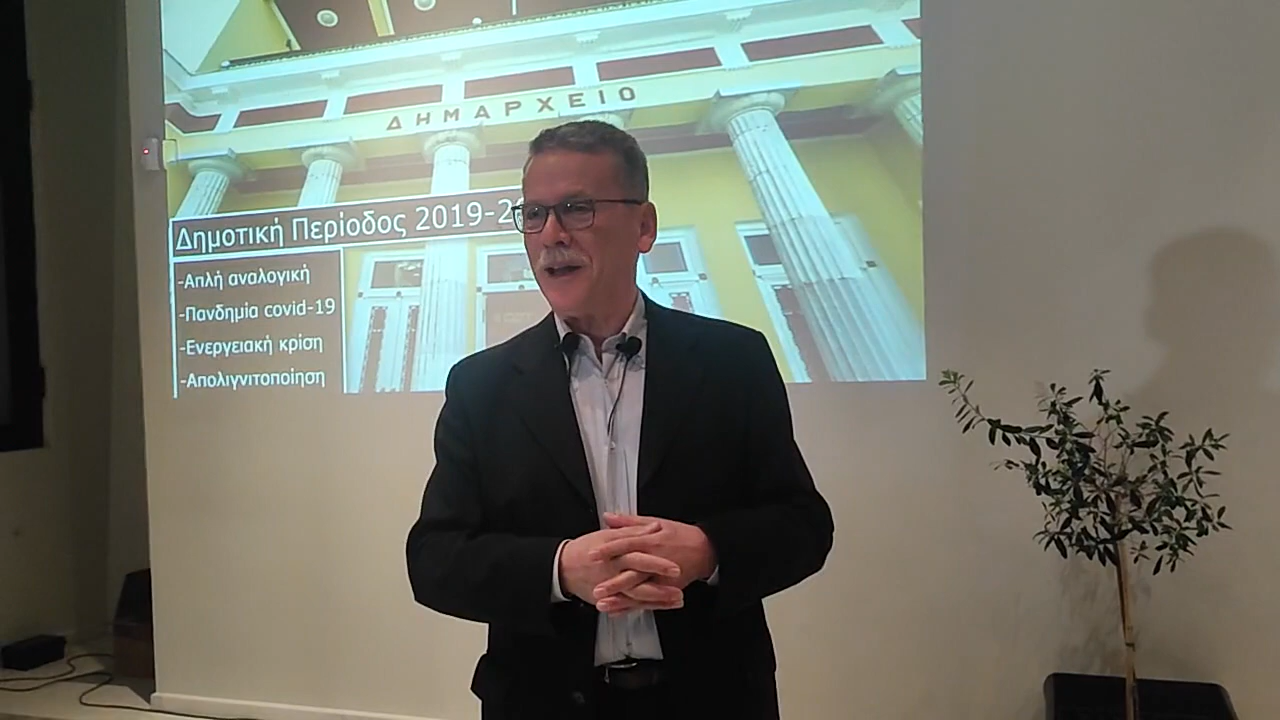 ΔΗΜΑΡΧΕΙΟ
Δημοτική Περίοδος 2019-2
-Απλή αναλογική
-Πανδημία covid-19
-Ενεργειακή κρίση
-Απολιγνιτοποίηση